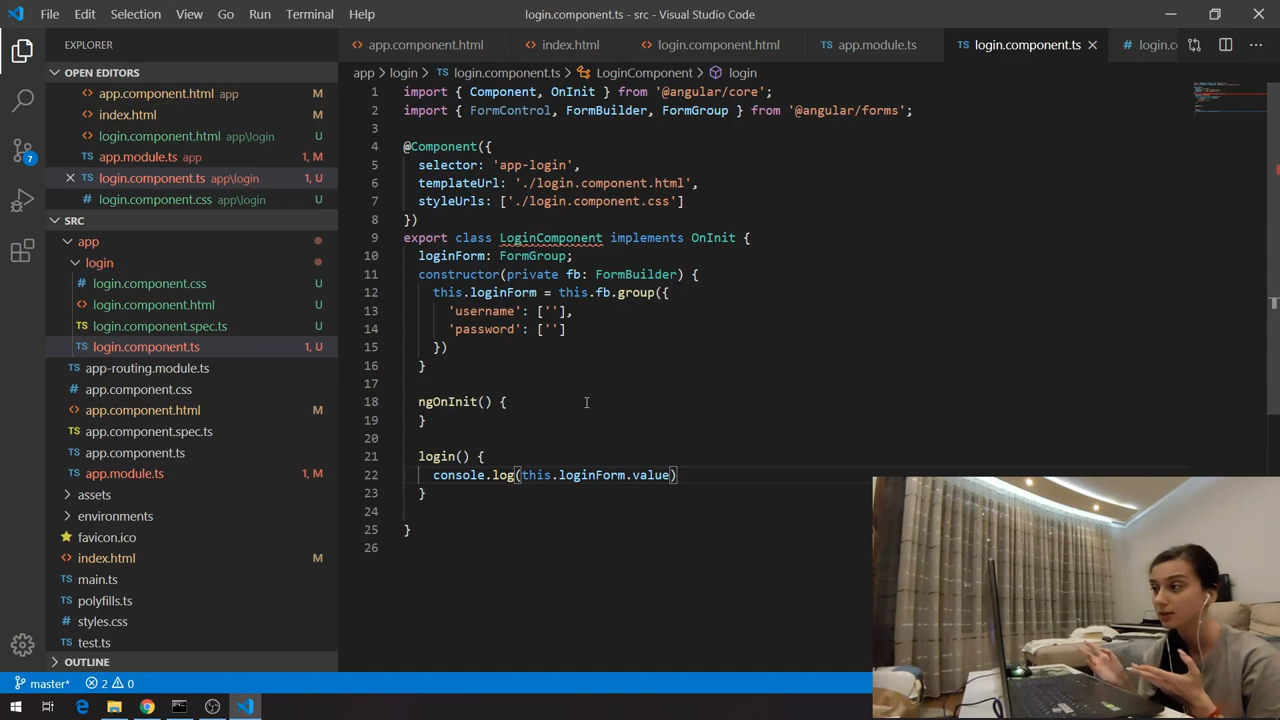 File Edit Selection View Go Run Terminal Help
login.component.ts - src - Visual Studio Code
EXPLORER
OPEN EDITORS
app.component.html app M
index.html M
login.component.html app\login U
app.module.ts app 1, M
login.component.ts app\login 1, U
login.component.css app\login U
SRC
app
login
login.component.css U
login.component.html U
login.component.spec.ts U
login.component.ts 1, U
app-routing.module.ts
app.component.css
app.component.html M
app.component.spec.ts
app.component.ts
app.module.ts 1, M
assets
environments
favicon.ico
index.html M
main.ts
polyfills.ts
styles.css
test.ts
OUTLINE
app.component.html index.html login.component.html app.module.ts login.component.ts login.c
app › login › TS login.component.ts › LoginComponent › login
1 import { Component, OnInit } from '@angular/core';
2 import { FormControl, FormBuilder, FormGroup } from '@angular/forms';
3
4 @Component({
5 selector: 'app-login',
6 templateUrl: './login.component.html',
7 styleUrls: ['./login.component.css']
8 })
9 export class LoginComponent implements OnInit {
10 loginForm: FormGroup;
11 constructor(private fb: FormBuilder) {
12 this.loginForm = this.fb.group({
13 'username': [''],
14 'password': ['']
15 })
16 }
17
18 ngOnInit() {
19 }
20
21 login() {
22 console.log(this.loginForm.value)
23 }
24
25 }
26
master* 2 0
7